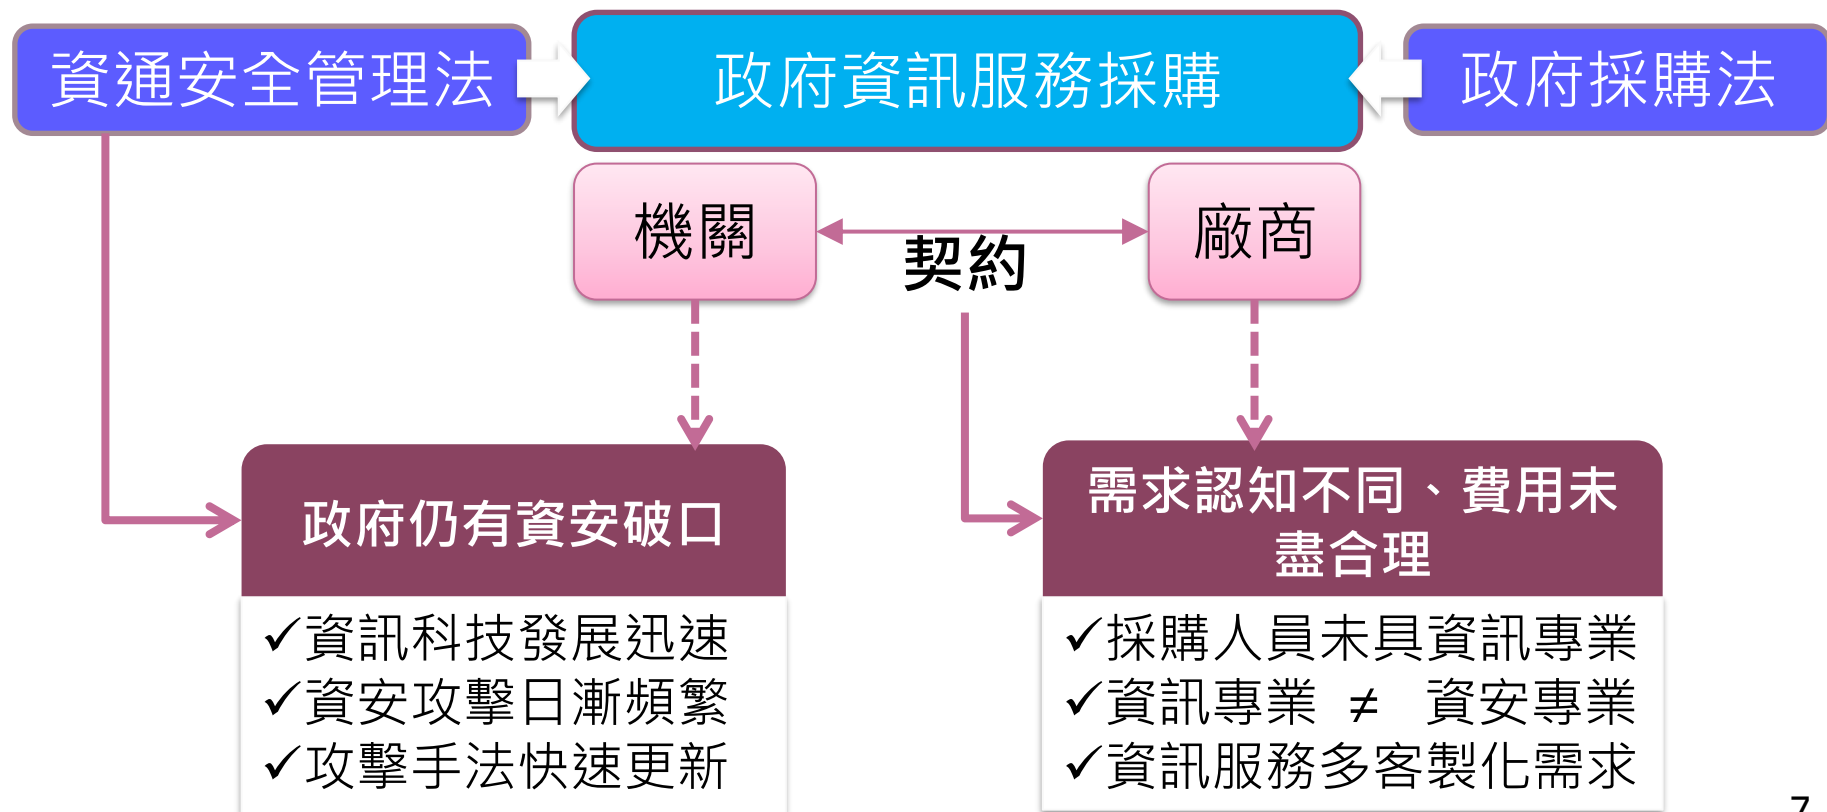 資通安全管理法
政府資訊服務採購
政府採購法
機關
契約
廠商
政府仍有資安破口
✓資訊科技發展迅速
✓資安攻擊日漸頻繁
✓攻擊手法快速更新
需求認知不同、費用未
盡合理
✓採購人員未具資訊專業
✓資訊專業 ≠ 資安專業
✓資訊服務多客製化需求
7